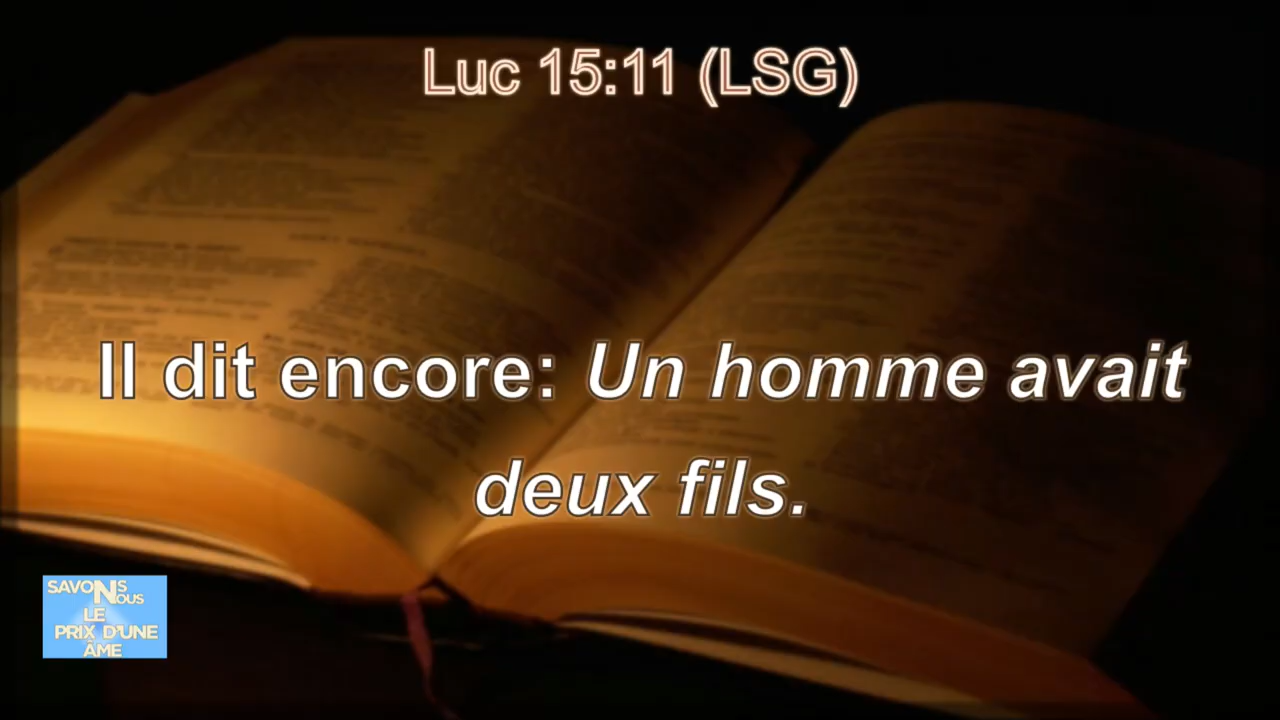 Luc 15:11 (LSG)
Il dit encore: Un homme avait
deux fils.
SAVONS
NOUS
LE
PRIX D'UNE
ÂME